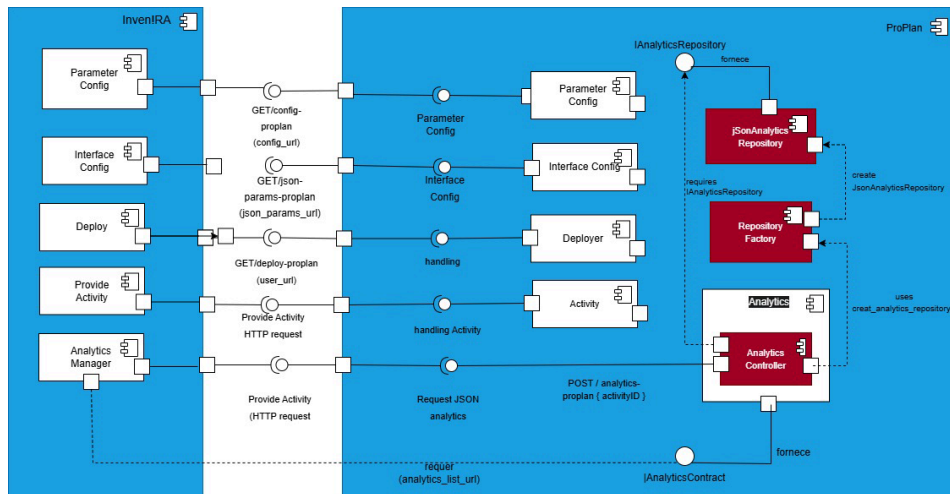 Inven!RA
ProPlan
IAnalyticsRepository
fornece
Parameter
Config
GET/config-
proplan
(config_url)
Parameter
Config
Parameter
Config
jSonAnalytics
Repository
Interface
Config
GET/json-
params-proplan
(json_params_url)
Interface
Config
Interface Config
requires
IAnalyticsRepository
create
JsonAnalyticsRepository
Deploy
GET/deploy-proplan
(user_url)
handling
Deployer
Repository
Factory
Provide
Activity
Provide Activity
HTTP request
handling Activity
Activity
Analytics
uses
creat_analytics_repository
Analytics
Manager
Provide Activity
(HTTP request
Request JSON
analytics
POST / analytics-
proplan { activityID }
Analytics
Controller
requer
(analytics_list_url)
fornece
IAnalyticsContract